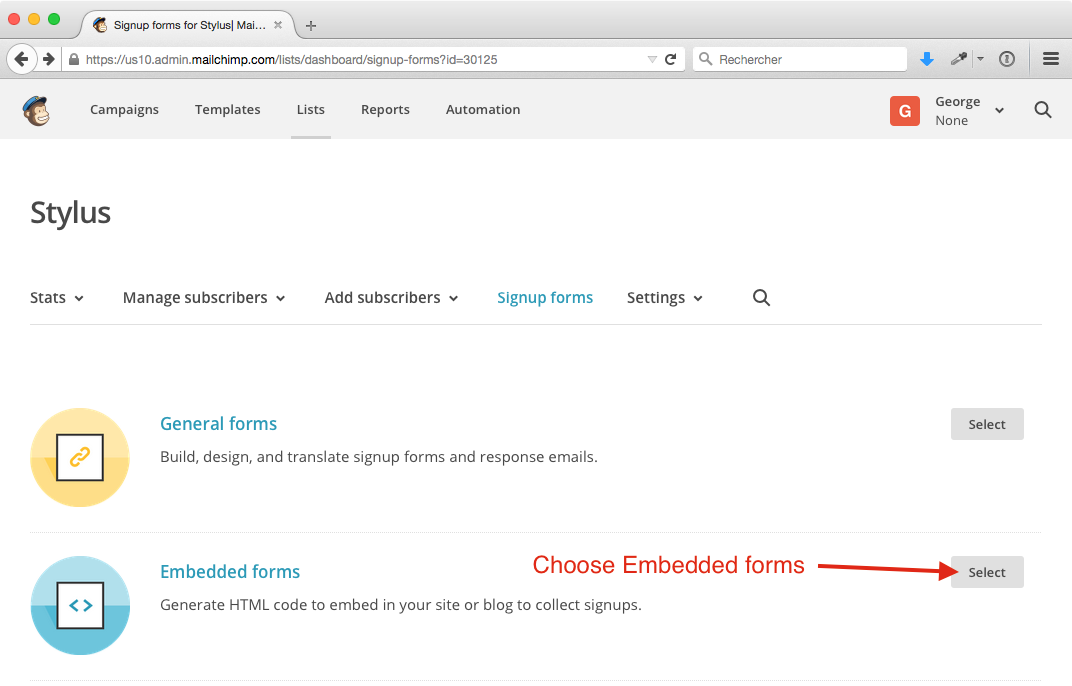 Signup forms for Stylus| Mai...
https://us10.admin.mailchimp.com/lists/dashboard/signup-forms?id=30125
Rechercher
Campaigns Templates Lists Reports Automation
G
George
None
Stylus
Stats Manage subscribers Add subscribers Signup forms Settings
General forms
Select
Build, design, and translate signup forms and response emails.
Embedded forms
Choose Embedded forms
Select
Generate HTML code to embed in your site or blog to collect signups.